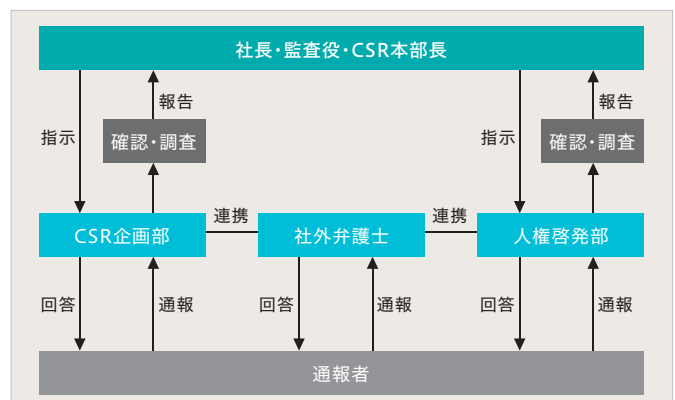 社長・監査役・CSR本部長
報告
報告
指示
確認・調査
指示
確認・調査
連携
連携
CSR企画部
社外弁護士
人権啓発部
回答
通報
回答
通報
回答
通報
通報者